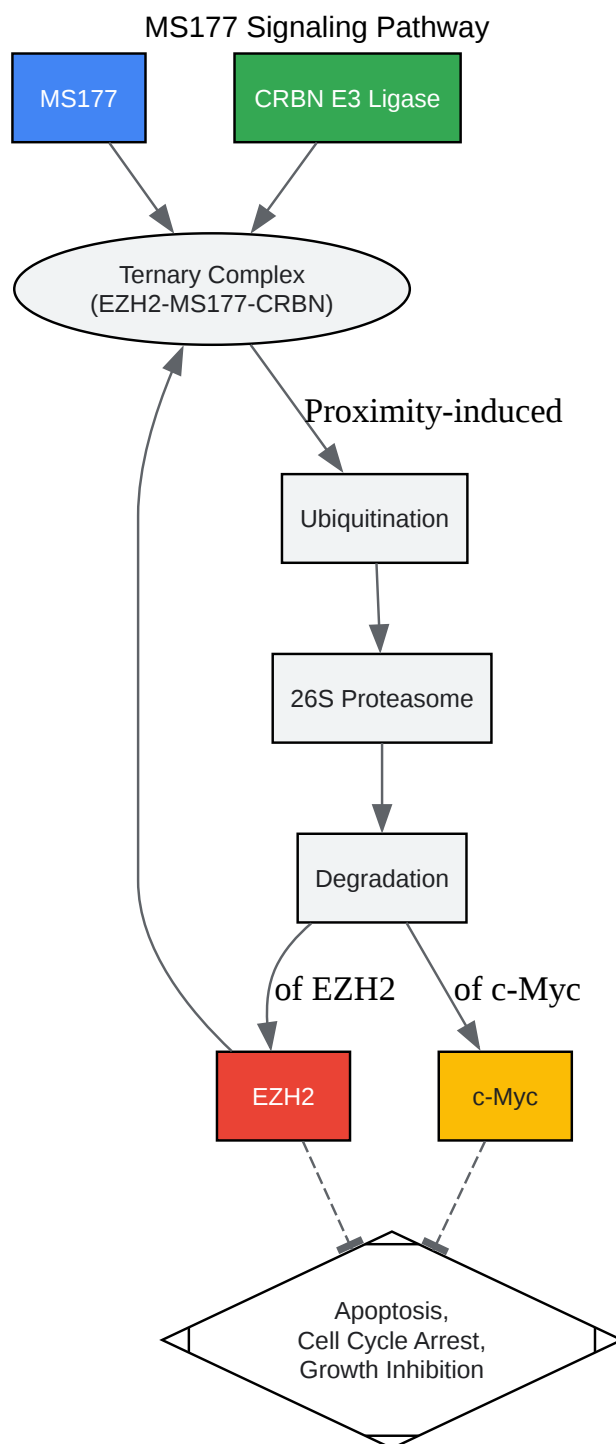 MS177 Signaling Pathway
MS177
CRBN E3 Ligase
Ternary Complex
(EZH2-MS177-CRBN)
Proximity-induced
Ubiquitination
26S Proteasome
Degradation
of EZH2
of c-Myc
EZH2
c-Myc
Apoptosis,
Cell Cycle Arrest,
Growth Inhibition